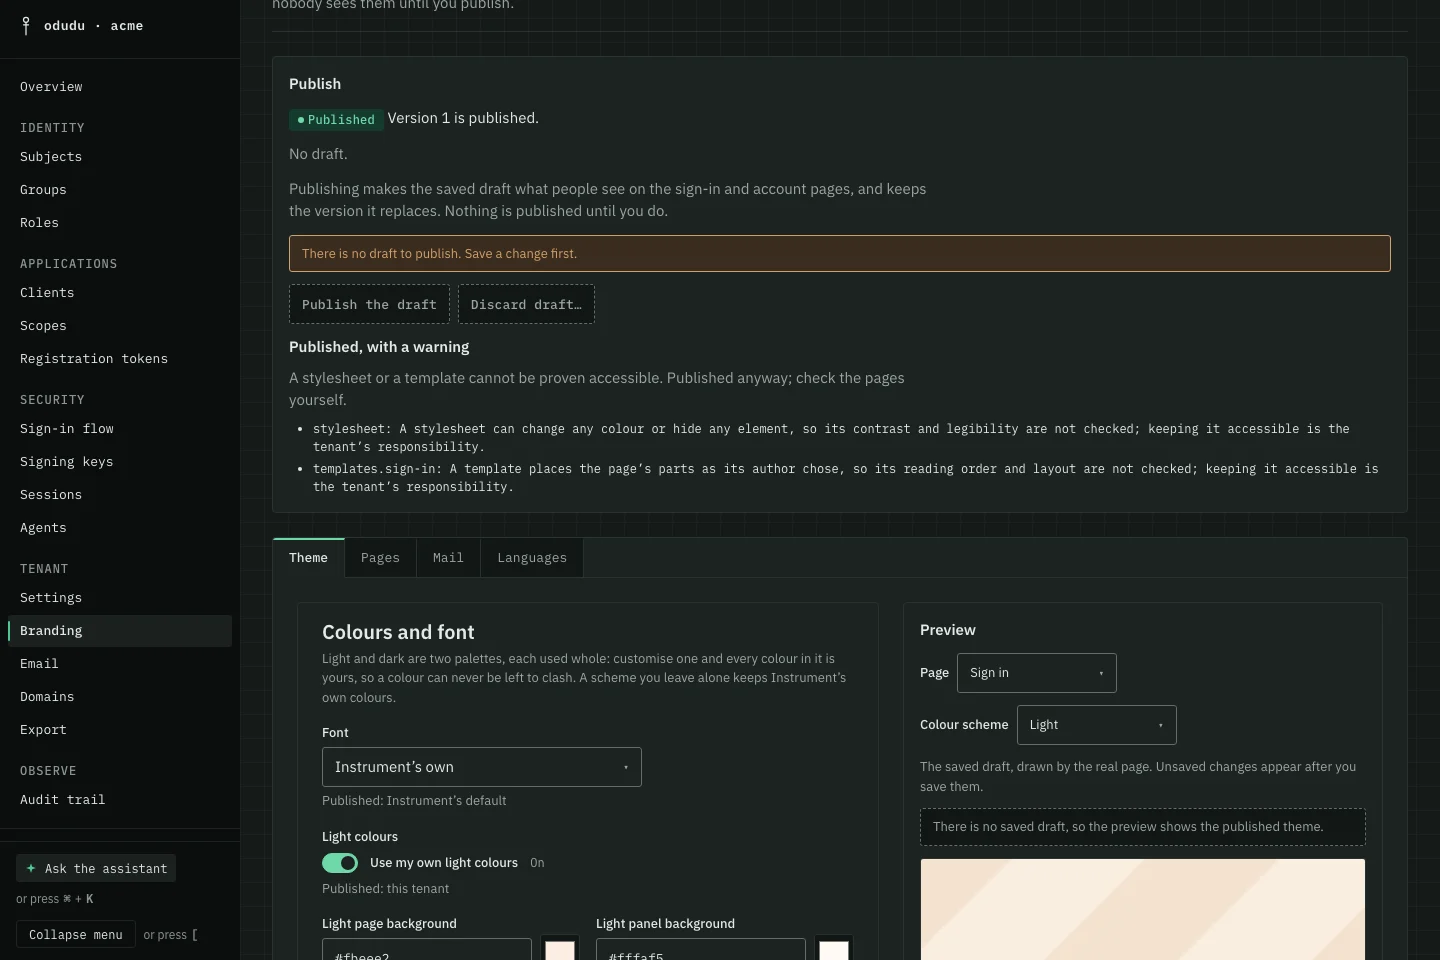 nobody sees them until you publish.
odudu · acme
Overview
IDENTITY
Subjects
Groups
Roles
APPLICATIONS
Clients
Scopes
Registration tokens
SECURITY
Sign-in flow
Signing keys
Sessions
Agents
TENANT
Settings
Branding
Email
Domains
Export
OBSERVE
Audit trail
Ask the assistant
or press ⌘ + K
Collapse menu or press [
Publish
Published Version 1 is published.
No draft.
Publishing makes the saved draft what people see on the sign-in and account pages, and keeps
the version it replaces. Nothing is published until you do.
There is no draft to publish. Save a change first.
Publish the draft Discard draft…
Published, with a warning
A stylesheet or a template cannot be proven accessible. Published anyway; check the pages
yourself.
• stylesheet: A stylesheet can change any colour or hide any element, so its contrast and legibility are not checked; keeping it accessible is the
tenant’s responsibility.
• templates.sign-in: A template places the page’s parts as its author chose, so its reading order and layout are not checked; keeping it accessible is
the tenant’s responsibility.
Theme Pages Mail Languages
Colours and font
Light and dark are two palettes, each used whole: customise one and every colour in it is
yours, so a colour can never be left to clash. A scheme you leave alone keeps Instrument’s
own colours.
Font
Instrument’s own
Published: Instrument’s default
Light colours
Use my own light colours On
Published: this tenant
Light page background Light panel background
#fbeee2 #fffaf5
Preview
Page Sign in
Colour scheme Light
The saved draft, drawn by the real page. Unsaved changes appear after you
save them.
There is no saved draft, so the preview shows the published theme.